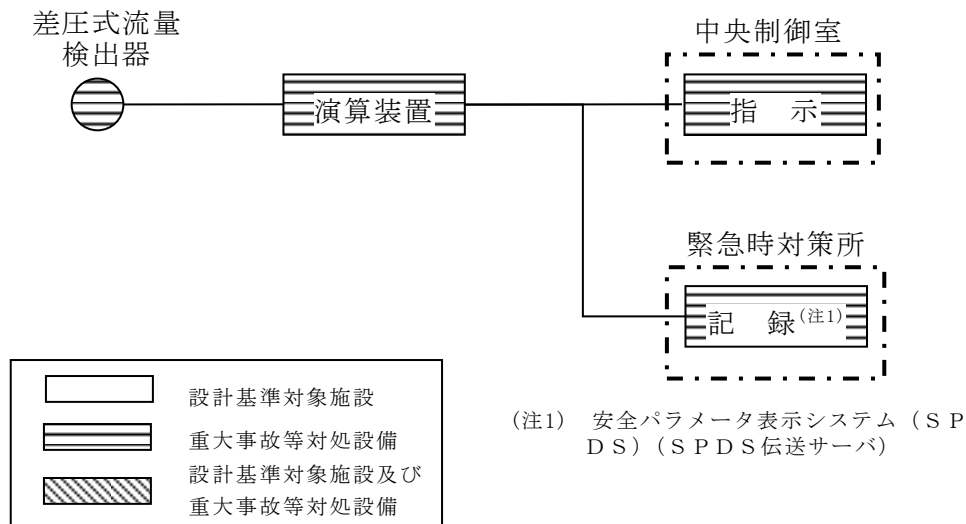 差圧式流量
検出器
演算装置
中央制御室
指　示
緊急時対策所
記　録(注1)
設計基準対象施設
重大事故等対処設備
設計基準対象施設及び
重大事故等対処設備
(注1)　安全パラメータ表示システム（ＳＰ
ＤＳ）（ＳＰＤＳ伝送サーバ）